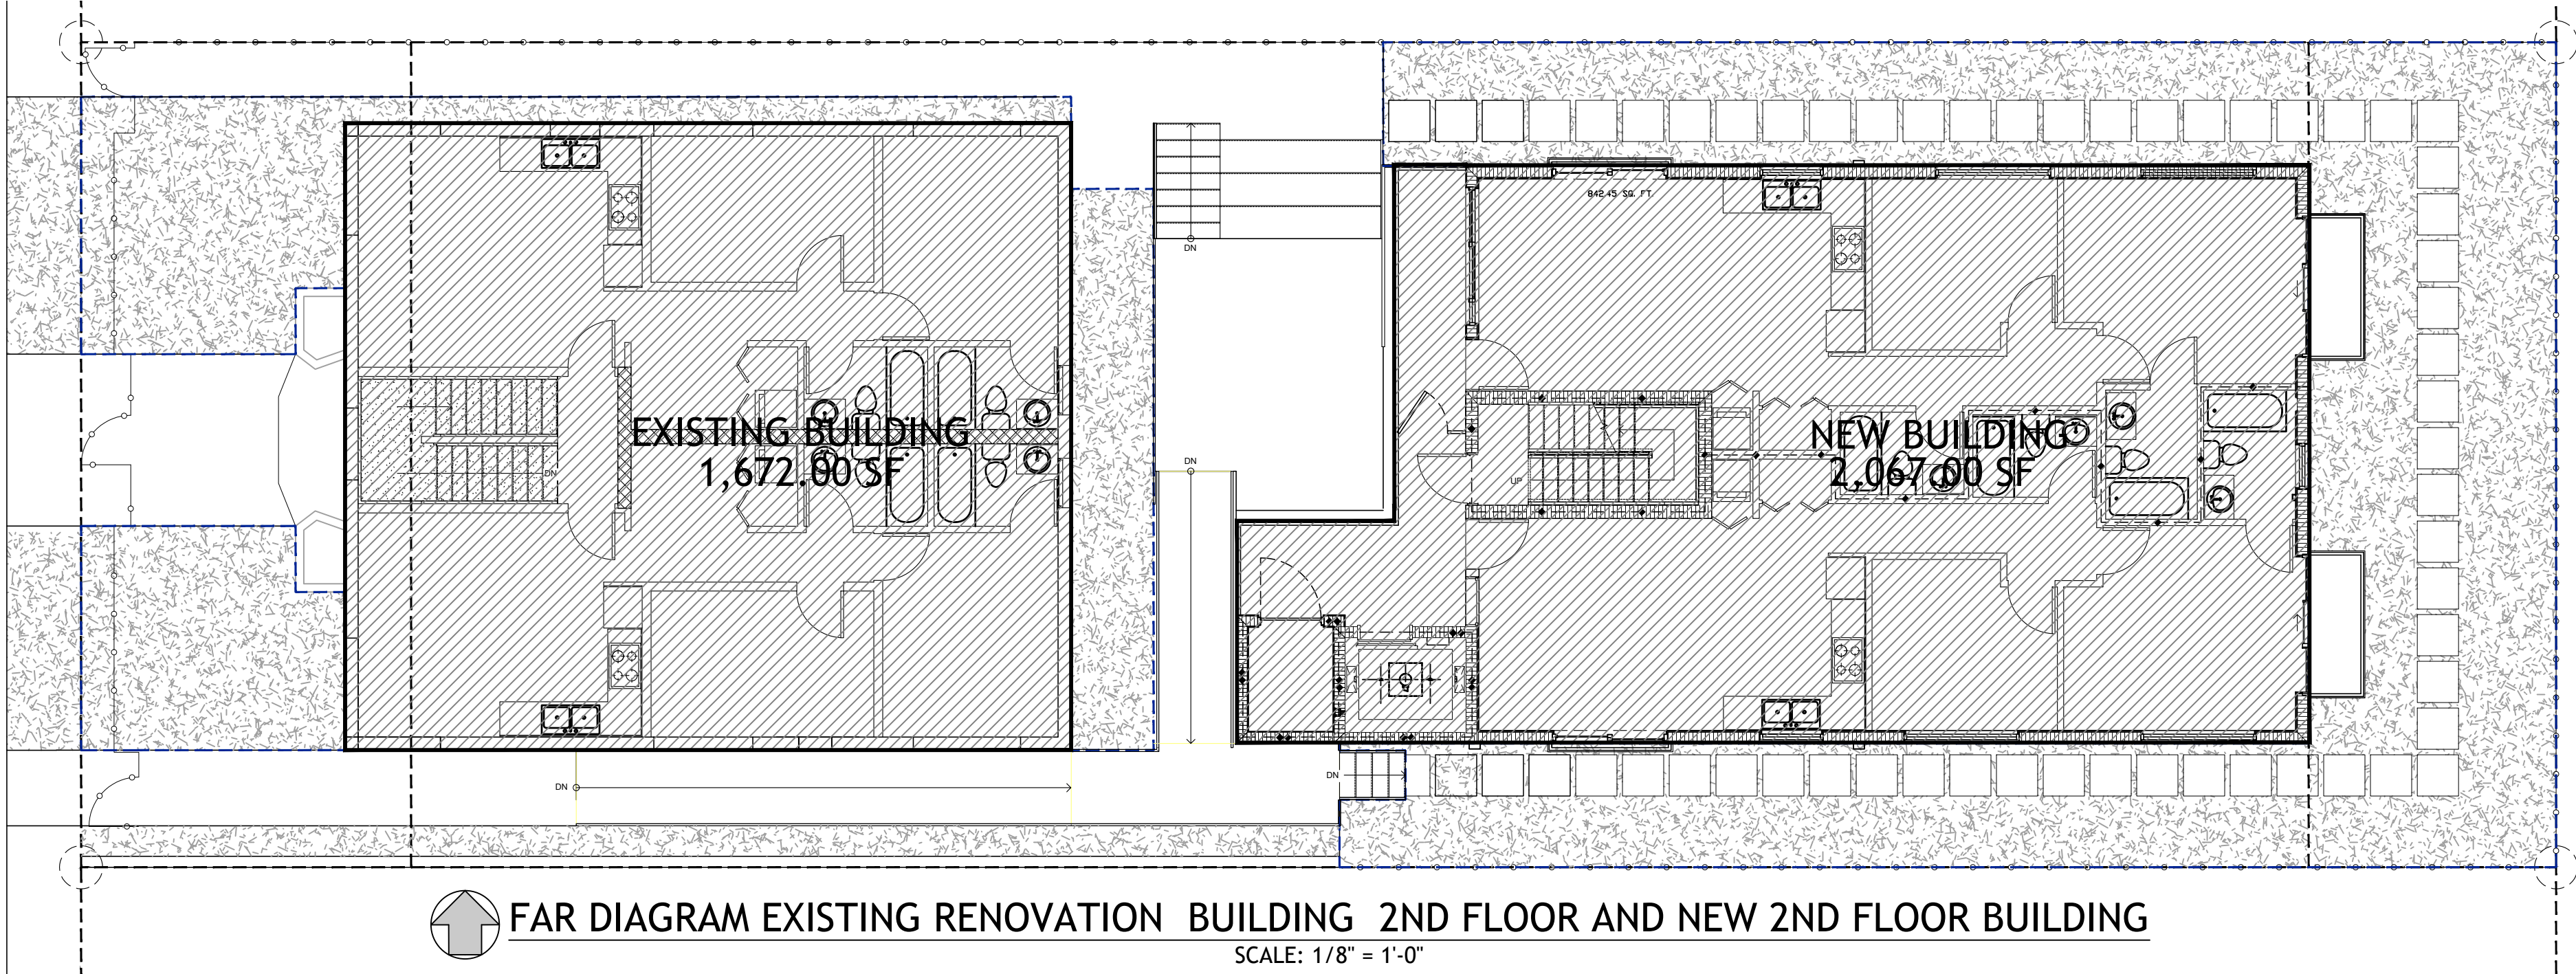 DN
842.45 SQ. FT.
EXISTING BUILDING
1,672.00 SF
DN
DN
UP
NEW BUILDING
2,067.00 SF
DN
DN
FAR DIAGRAM EXISTING RENOVATION BUILDING 2ND FLOOR AND NEW 2ND FLOOR BUILDING
SCALE: 1/8" = 1'-0"